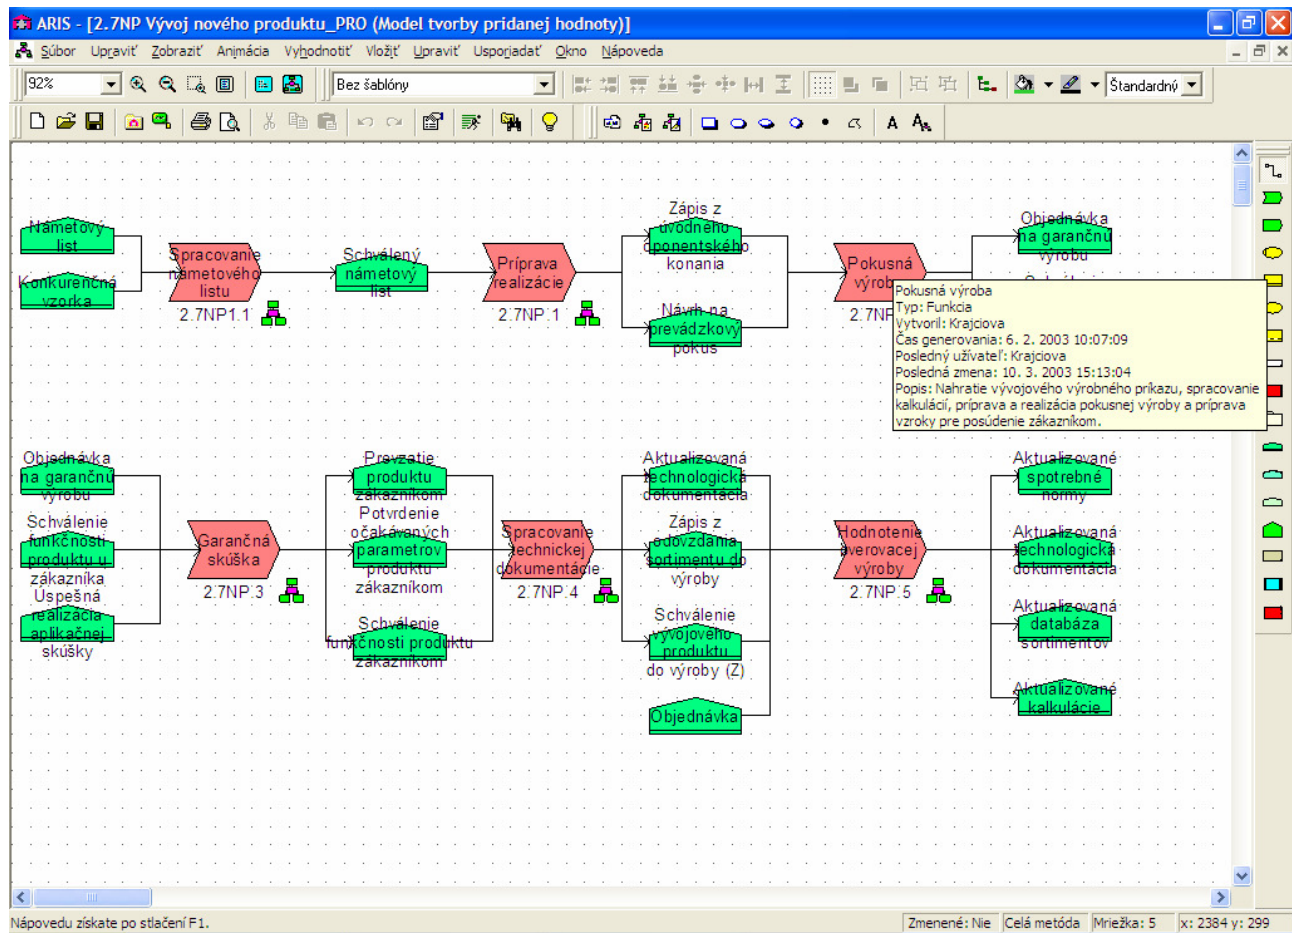 ARIS - [2.7NP Vývoj nového produktu_PRO (Model tvorby pridanej hodnoty)]
Súbor Upraviť Zobraziť Animácia Vyhodnotiť Vložiť Upraviť Usporiadať Okno Nápoveda
92%
Bez šablóny
Štandardný
A
Námetový
list
Konkurenčná
vzorka
Spracovanie
námetového
listu
2.7NP1.1
Schválený
námetový
list
Príprava
realizácie
2.7NP.1
Zápis z
úvodného
oponentského
konania
Návrh na
prevádzkový
pokus
Pokusná
výrob
2.7NP
Objednávka
na garančnú
výrobu
Pokusná výroba
Typ: Funkcia
Vytvoril: Krajciova
Čas generovania: 6. 2. 2003 10:07:09
Posledný užívateľ: Krajciova
Posledná zmena: 10. 3. 2003 15:13:04
Popis: Nahratie vývojového výrobného príkazu, spracovanie
kalkulácií, príprava a realizácia pokusnej výroby a príprava
vzroky pre posúdenie zákazníkom.
Objednávka
na garančnú
výrobu
Schválenie
funkčnosti
produktu u
zákazníka
Úspešná
realizácia
aplikačnej
skúšky
Garančná
skúška
2.7NP.3
Prevzatie
produktu
zákazníkom
Potvrdenie
očakávaných
parametrov
produktu
zákazníkom
Schválenie
funkčnosti produktu
zákazníkom
Spracovanie
technickej
dokumentácie
2.7NP.4
Aktualizovaná
technologická
dokumentácia
Zápis z
odovzdania
sortimentu do
výroby
Schválenie
vývojového
produktu
do výroby (Z)
Objednávka
Hodnotenie
overovacej
výroby
2.7NP.5
Aktualizované
spotrebné
normy
Aktualizovaná
technologická
dokumentácia
Aktualizovaná
databáza
sortimentov
Aktualizované
kalkulácie
Nápovedu získate po stlačení F1.
Zmenené: Nie
Celá metóda
Mriežka: 5
x: 2384 y: 299